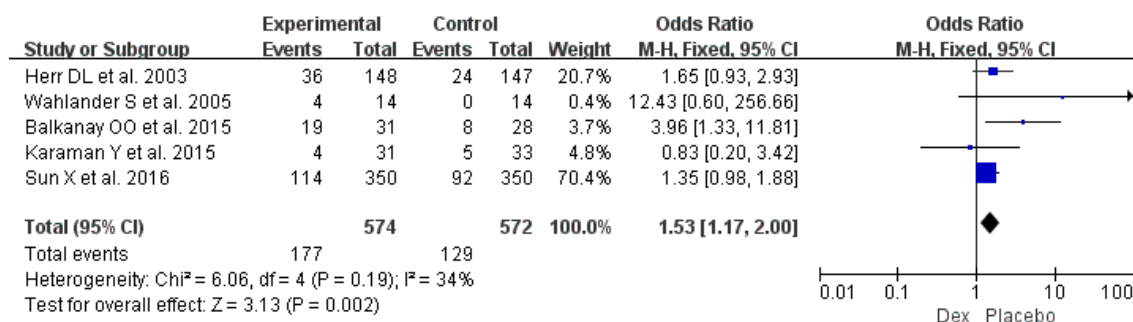 Experimental Control Odds Ratio Odds Ratio
Study or Subgroup Events Total Events Total Weight M-H, Fixed, 95% CI M-H, Fixed, 95% CI
Herr DL et al. 2003 36 148 24 147 20.7% 1.65 [0.93, 2.93]
Wahlander S et al. 2005 4 14 0 14 0.4% 12.43 [0.60, 256.66]
Balkanay OO et al. 2015 19 31 8 28 3.7% 3.96 [1.33, 11.81]
Karaman Y et al. 2015 4 31 5 33 4.8% 0.83 [0.20, 3.42]
Sun X et al. 2016 114 350 92 350 70.4% 1.35 [0.98, 1.88]
Total (95% CI) 574 572 100.0% 1.53 [1.17, 2.00]
Total events 177 129
Heterogeneity: Chi² = 6.06, df = 4 (P = 0.19); I² = 34%
Test for overall effect: Z = 3.13 (P = 0.002)
0.01 0.1 1 10 100
Dex Placebo